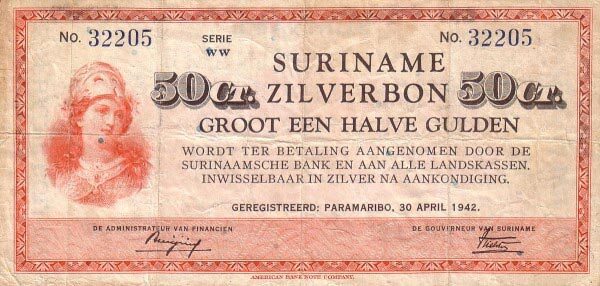 No. 32205 SERIE No. 32205
WW
SURINAME
50 CT. ZILVERBON 50 CT.
GROOT EEN HALVE GULDEN
WORDT TER BETALING AANGENOMEN DOOR DE
SURINAAMSCHE BANK EN AAN ALLE LANDSKASSEN.
INWISSELBAAR IN ZILVER NA AANKONDIGING.
GEREGISTREERD: PARAMARIBO, 30 APRIL 1942.
DE ADMINISTRATEUR VAN FINANCIEN DE GOUVERNEUR VAN SURINAME
AMERICAN BANK NOTE COMPANY.